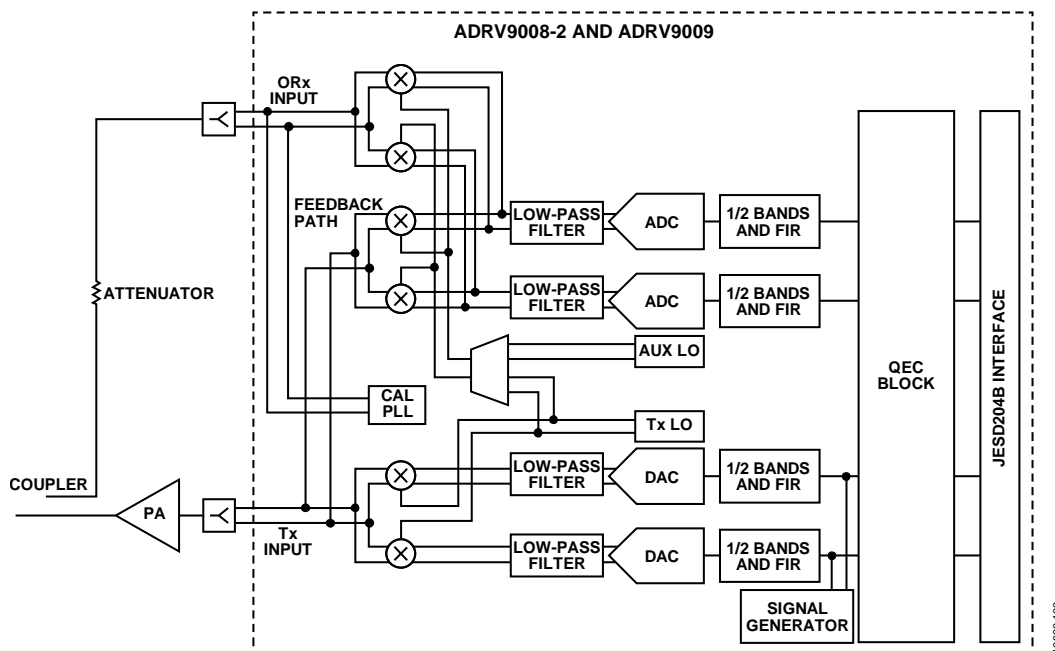 ADRV9008-2 AND ADRV9009
ORx
INPUT
FEEDBACK
PATH
LOW-PASS
FILTER
ADC
1/2 BANDS
AND FIR
ATTENUATOR
LOW-PASS
FILTER
ADC
1/2 BANDS
AND FIR
AUX LO
CAL
PLL
Tx LO
QEC
BLOCK
JESD204B INTERFACE
COUPLER
PA
Tx
INPUT
LOW-PASS
FILTER
DAC
1/2 BANDS
AND FIR
LOW-PASS
FILTER
DAC
1/2 BANDS
AND FIR
SIGNAL
GENERATOR